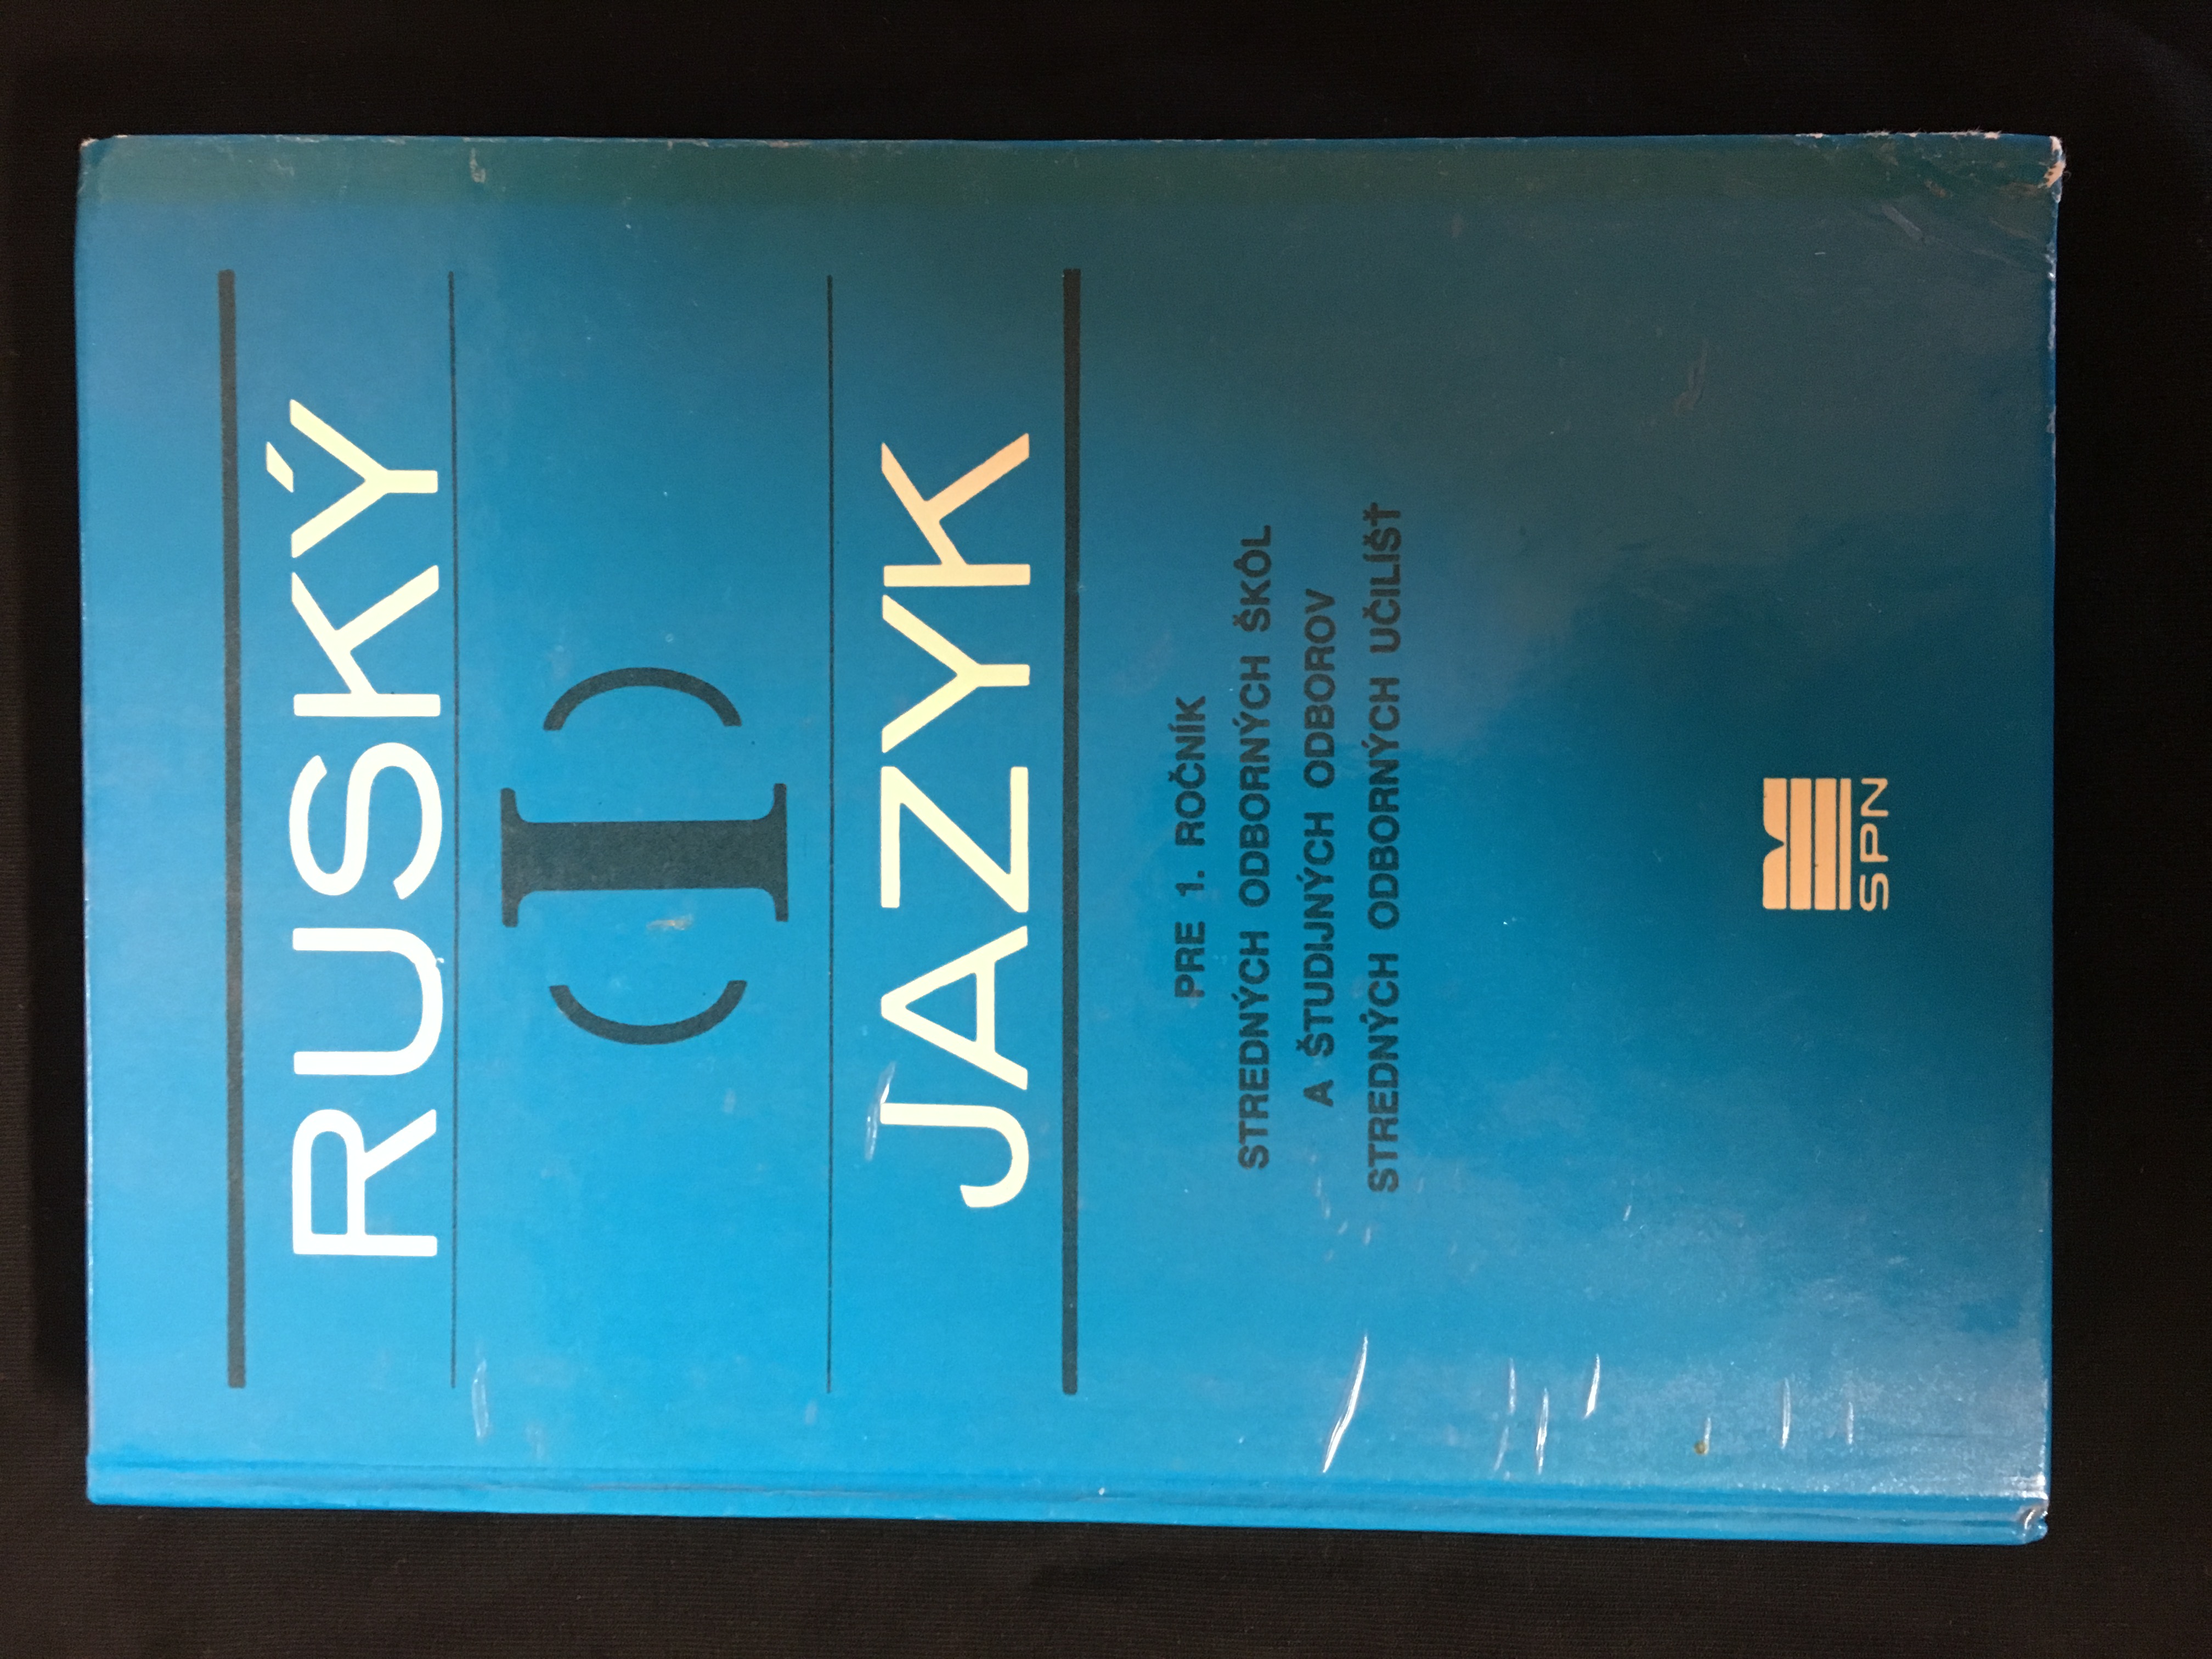 RUSKÝ
(I)
JAZYK
PRE 1. ROČNÍK
STREDNÝCH ODBORNÝCH ŠKÔL
A ŠTUDIJNÝCH ODBOROV
STREDNÝCH ODBORNÝCH UČILÍŠŤ
SPN